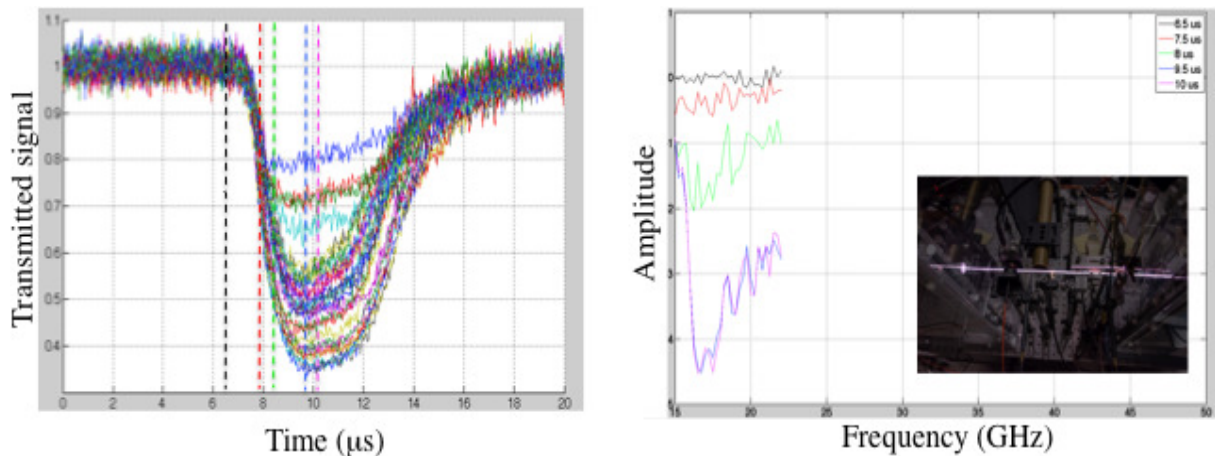 1.1
1
0.9
0.8
0.7
0.6
0.5
0.4
Transmitted signal
0 2 4 6 8 10 12 14 16 18 20
Time (μs)
1
0
1
2
3
4
5
Amplitude
6.5 us
7.5 us
8 us
9.5 us
10 us
15 20 25 30 35 40 45 50
Frequency (GHz)